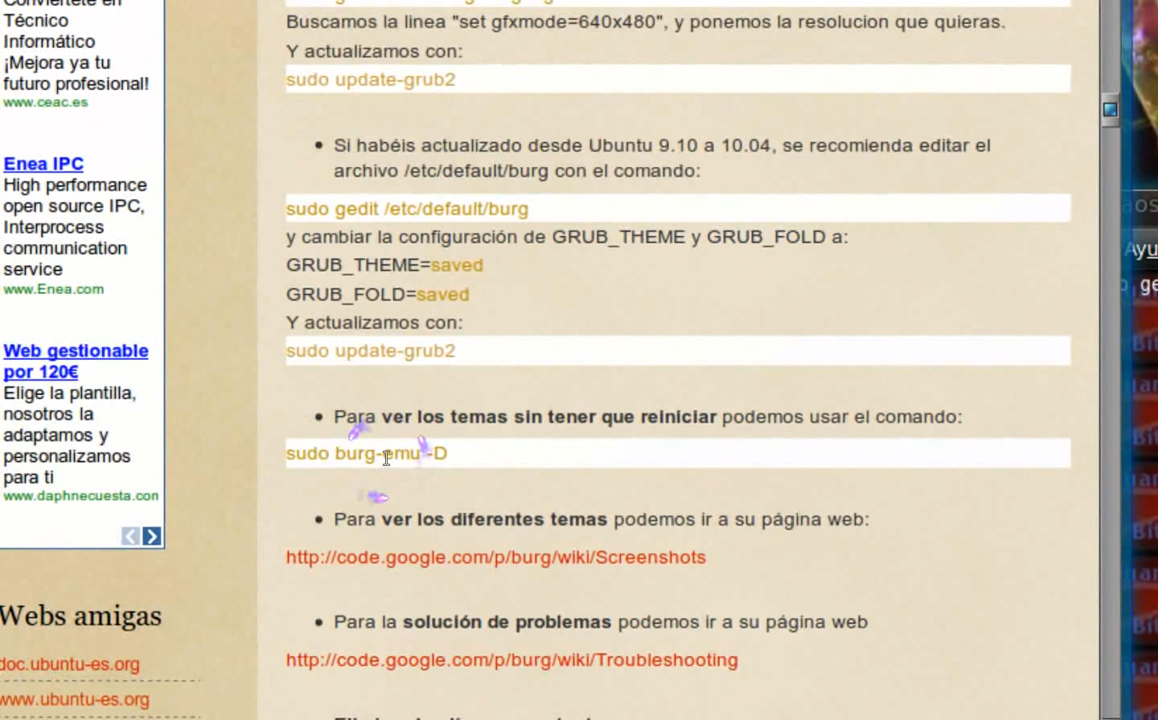 Conviértete en
Técnico
Informático
¡Mejora ya tu
futuro profesional!
www.ceac.es
Enea IPC
High performance
open source IPC,
Interprocess
communication
service
www.Enea.com
Web gestionable
por 120€
Elige la plantilla,
nosotros la
adaptamos y
personalizamos
para ti
www.daphnecuesta.con
Webs amigas
doc.ubuntu-es.org
www.ubuntu-es.org
Buscamos la linea "set gfxmode=640x480", y ponemos la resolucion que quieras.
Y actualizamos con:
sudo update-grub2
• Si habéis actualizado desde Ubuntu 9.10 a 10.04, se recomienda editar el
archivo /etc/default/burg con el comando:
sudo gedit /etc/default/burg
y cambiar la configuración de GRUB_THEME y GRUB_FOLD a:
GRUB_THEME=saved
GRUB_FOLD=saved
Y actualizamos con:
sudo update-grub2
• Para ver los temas sin tener que reiniciar podemos usar el comando:
sudo burg-emu -D
• Para ver los diferentes temas podemos ir a su página web:
http://code.google.com/p/burg/wiki/Screenshots
• Para la solución de problemas podemos ir a su página web
http://code.google.com/p/burg/wiki/Troubleshooting
Ayu
ge